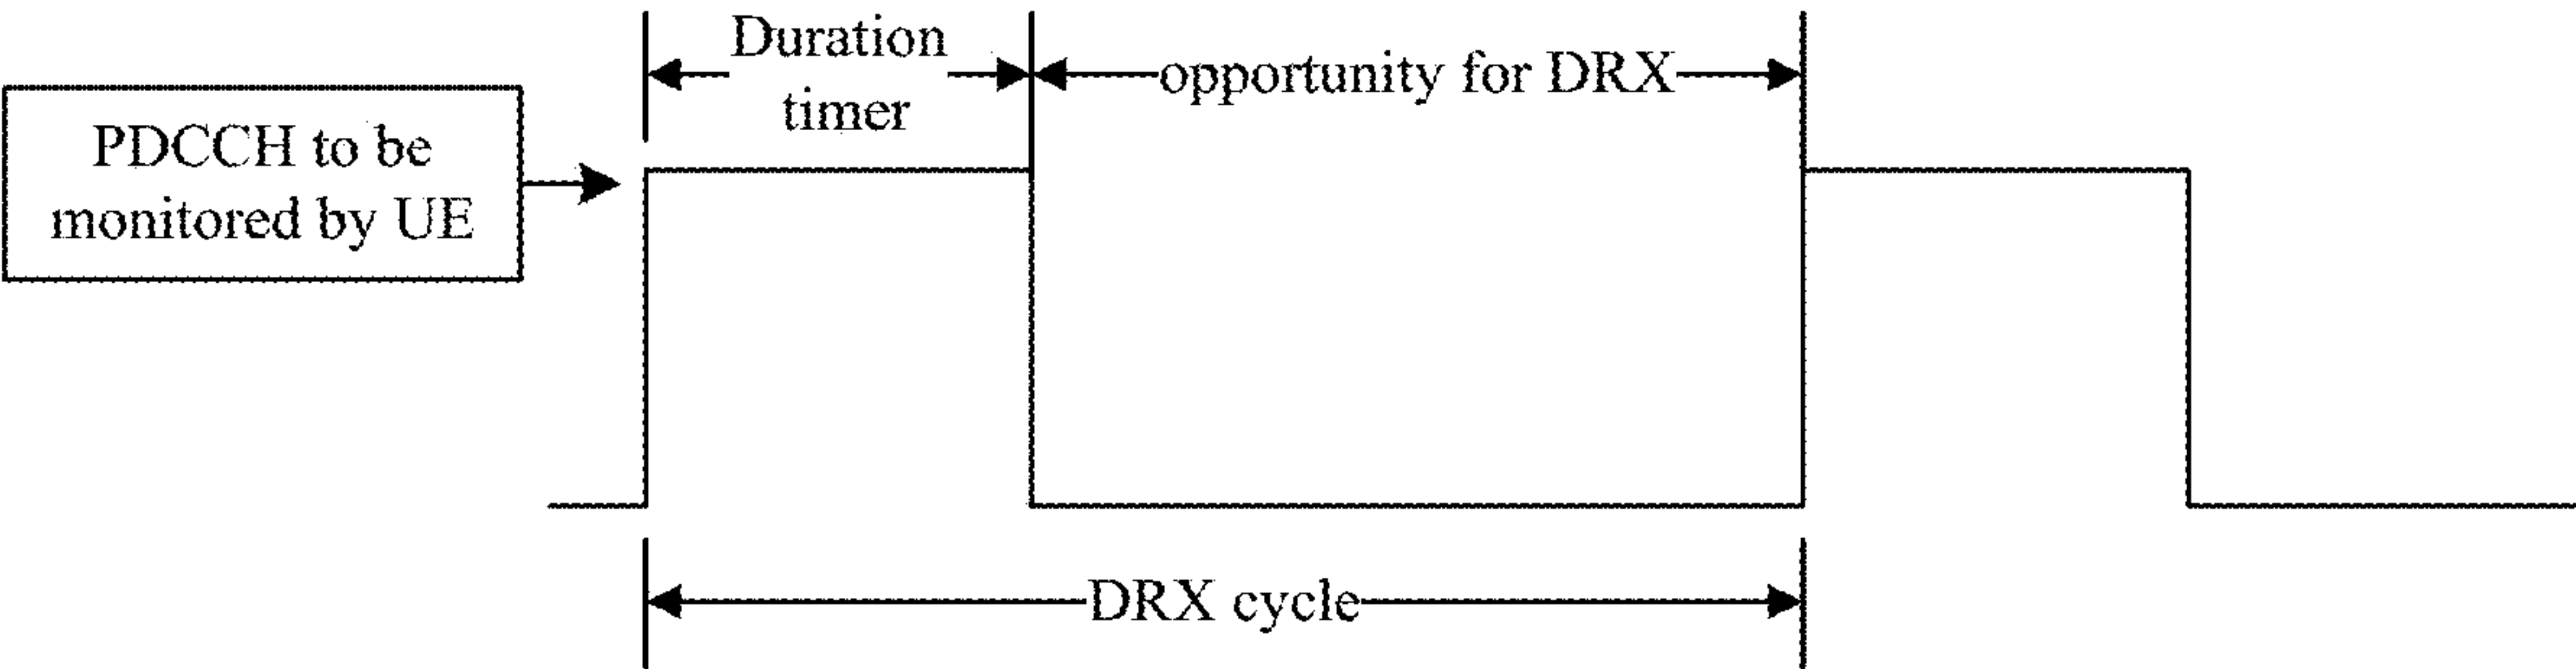 Duration
timer
opportunity for DRX
PDCCH to be
monitored by UE
DRX cycle